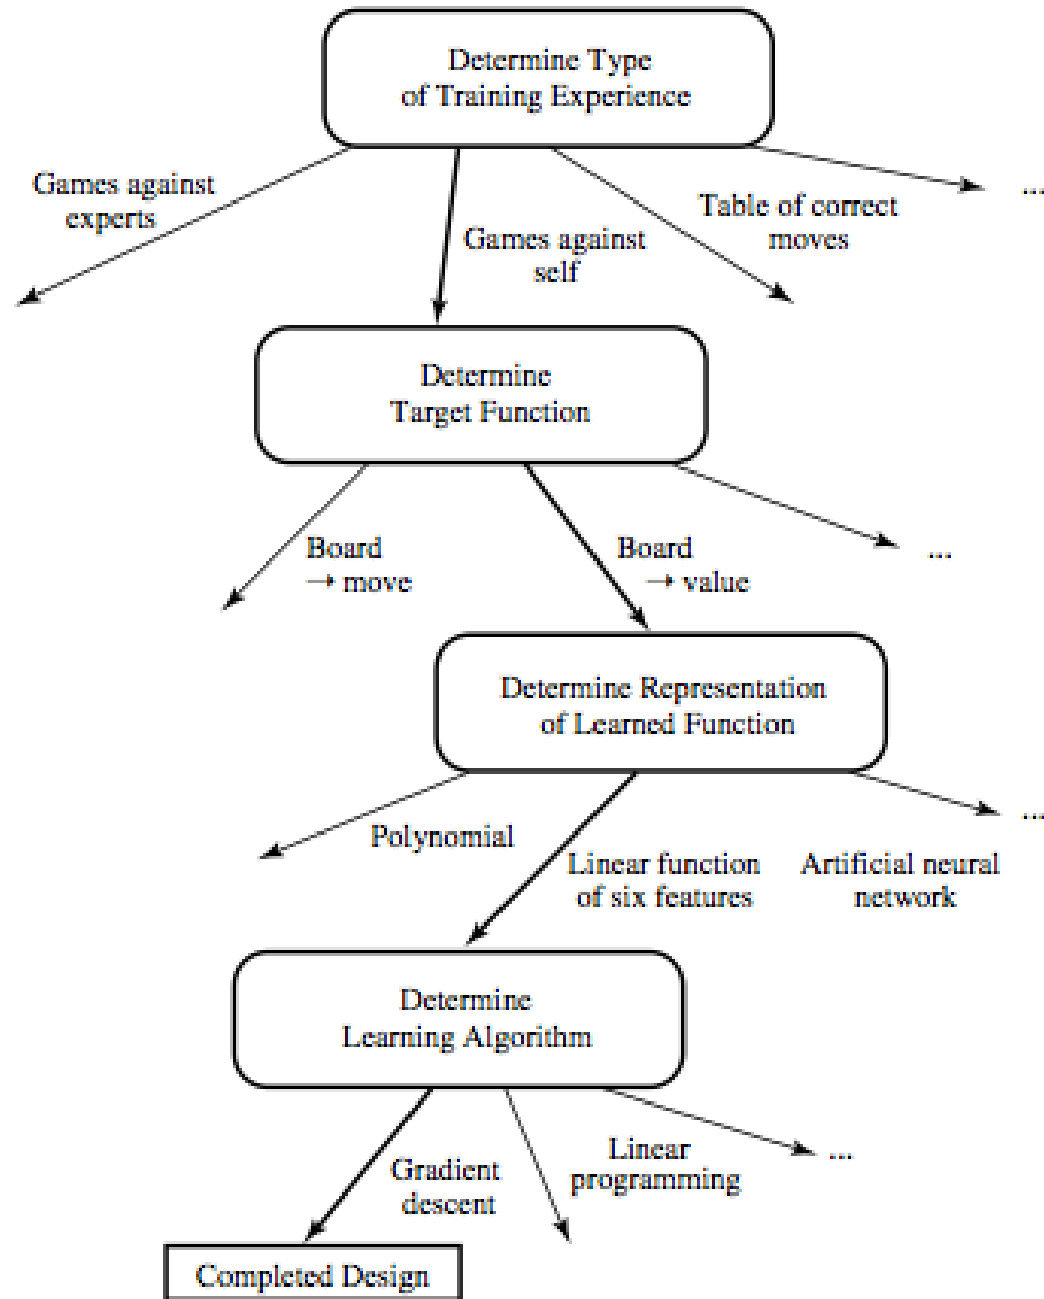 Determine Type
of Training Experience
Games against
experts
Games against
self
Table of correct
moves
...
Determine
Target Function
Board
→ move
Board
→ value
...
Determine Representation
of Learned Function
Polynomial
Linear function
of six features
Artificial neural
network
...
Determine
Learning Algorithm
Gradient
descent
Linear
programming
...
Completed Design